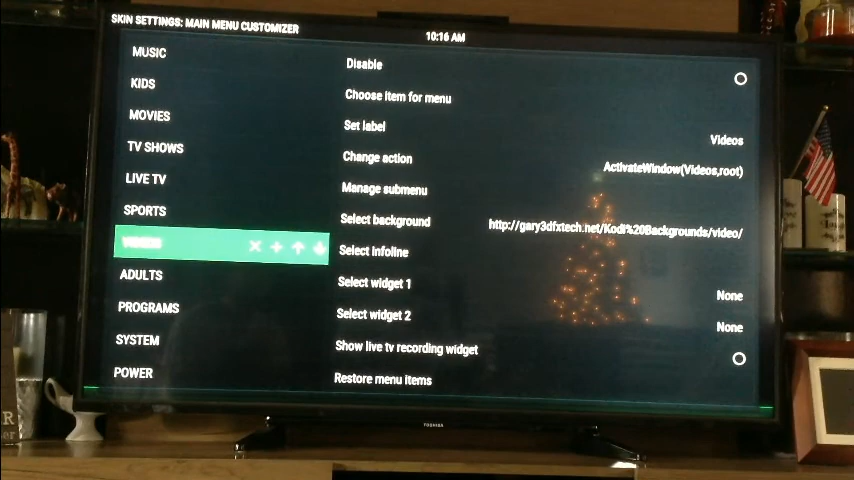 SKIN SETTINGS: MAIN MENU CUSTOMIZER
10:16 AM
MUSIC
KIDS
MOVIES
TV SHOWS
LIVE TV
SPORTS
VIDEOS
ADULTS
PROGRAMS
SYSTEM
POWER
Disable
Choose item for menu
Set label
Videos
Change action
ActivateWindow(Videos,root)
Manage submenu
Select background
http://gary3dfxtech.net/Kodi%20Backgrounds/video/
Select infoline
Select widget 1
None
Select widget 2
None
Show live tv recording widget
Restore menu items
TOSHIBA